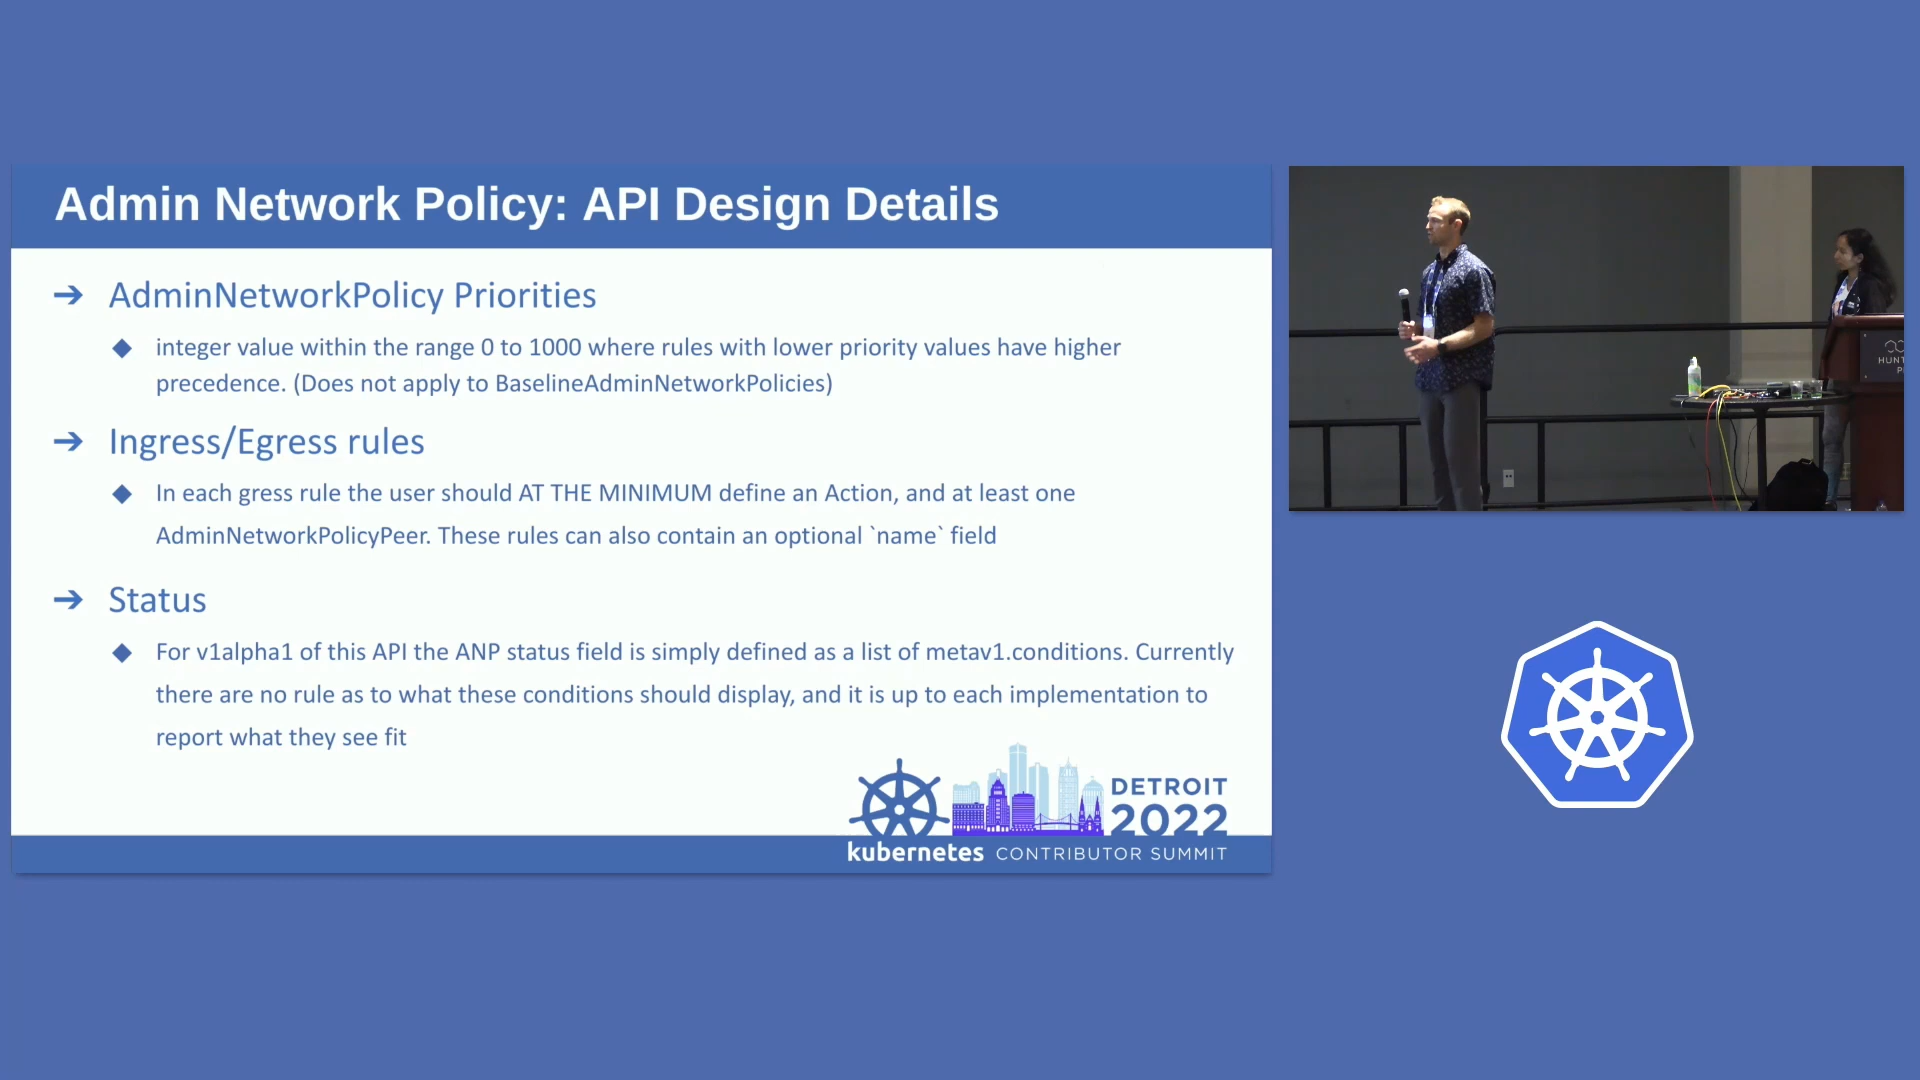 Admin Network Policy: API Design Details
➔ AdminNetworkPolicy Priorities
◆ integer value within the range 0 to 1000 where rules with lower priority values have higher
precedence. (Does not apply to BaselineAdminNetworkPolicies)
➔ Ingress/Egress rules
◆ In each gress rule the user should AT THE MINIMUM define an Action, and at least one
AdminNetworkPolicyPeer. These rules can also contain an optional `name` field
➔ Status
◆ For v1alpha1 of this API the ANP status field is simply defined as a list of metav1.conditions. Currently
there are no rule as to what these conditions should display, and it is up to each implementation to
report what they see fit
DETROIT
2022
kubernetes CONTRIBUTOR SUMMIT